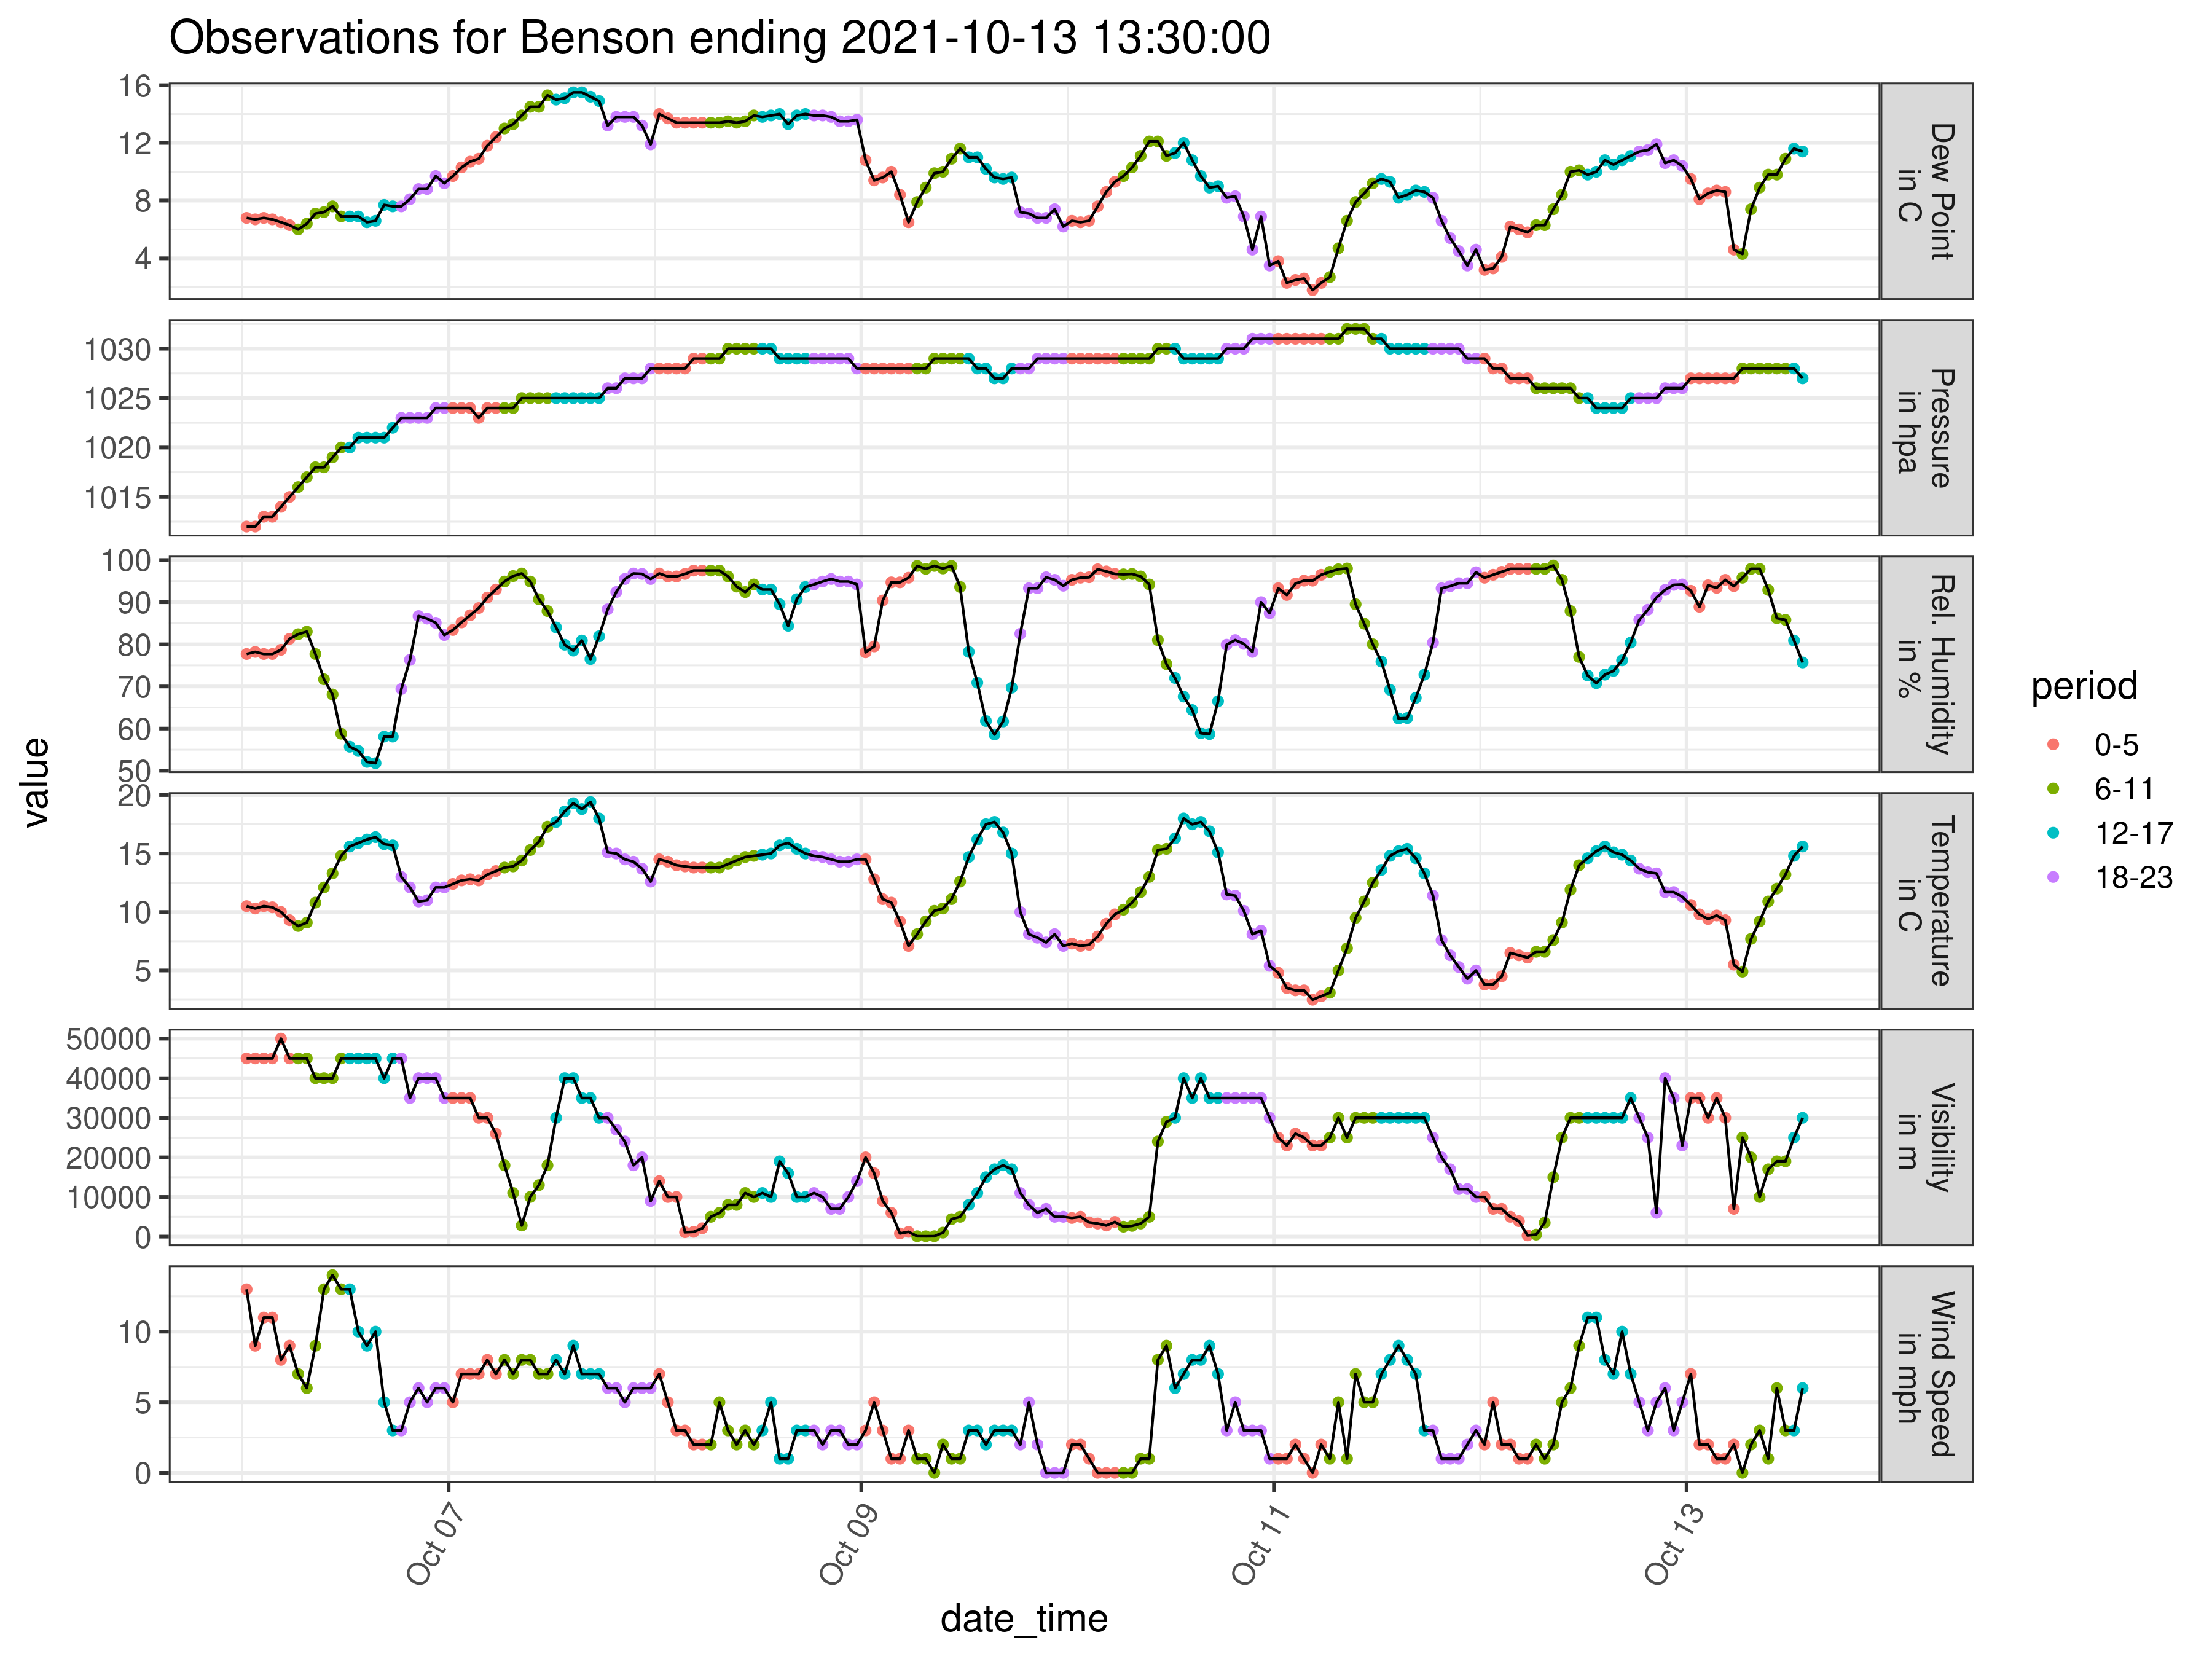 Observations for Benson ending 2021-10-13 13:30:00
value
16
12
8
4
Dew Point
in C
1030
1025
1020
1015
Pressure
in hpa
100
90
80
70
60
50
Rel. Humidity
in %
20
15
10
5
Temperature
in C
50000
40000
30000
20000
10000
0
Visibility
in m
10
5
0
Wind Speed
in mph
Oct 07
Oct 09
Oct 11
Oct 13
date_time
period
0-5
6-11
12-17
18-23